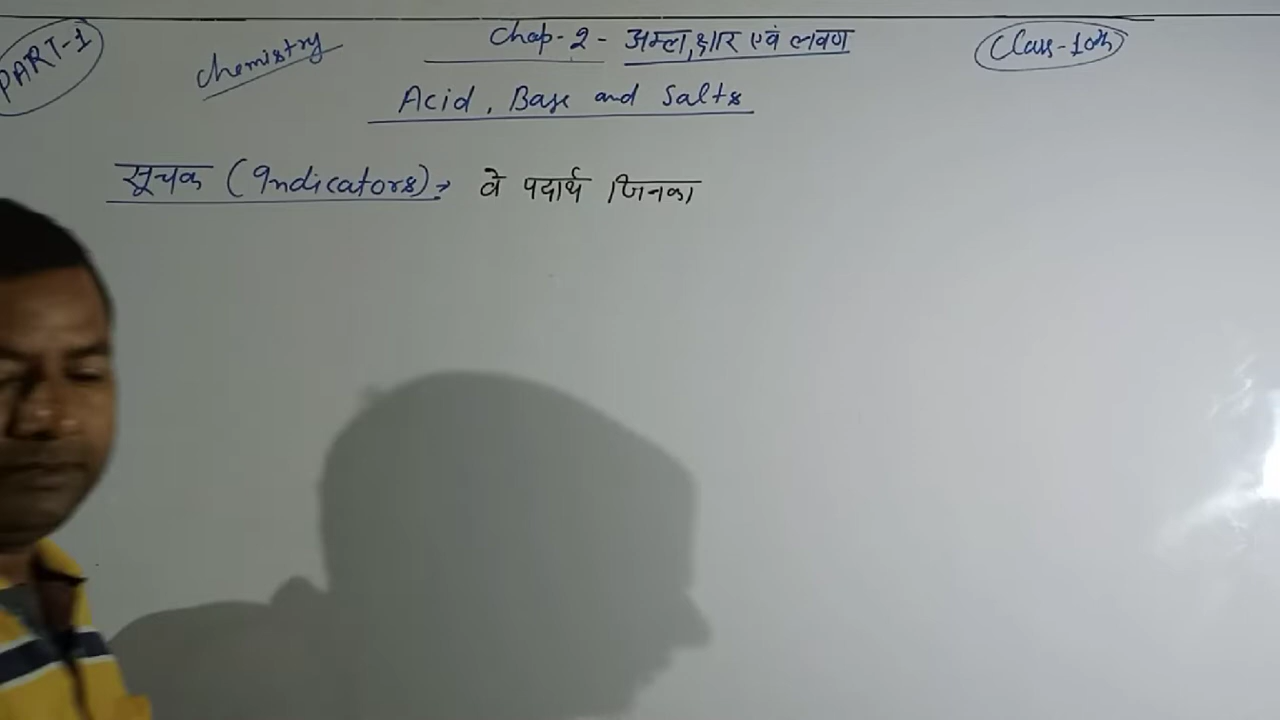 PART-1
Chemistry
Chap-2- अम्ल, क्षार एवं लवण
Class-10th
Acid, Base and Salts
सूचक (Indicators)→ वे पदार्थ जिनका